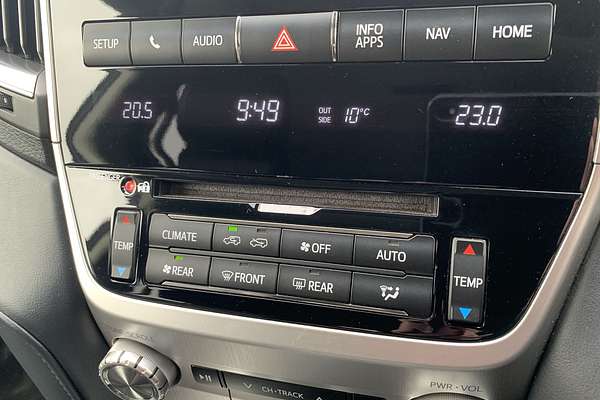 SETUP AUDIO INFO APPS NAV HOME
20.5 9:49 OUT SIDE 10°C 23.0
CLIMATE OFF AUTO
TEMP TEMP
REAR FRONT REAR
PWR·VOL
CH·TRACK